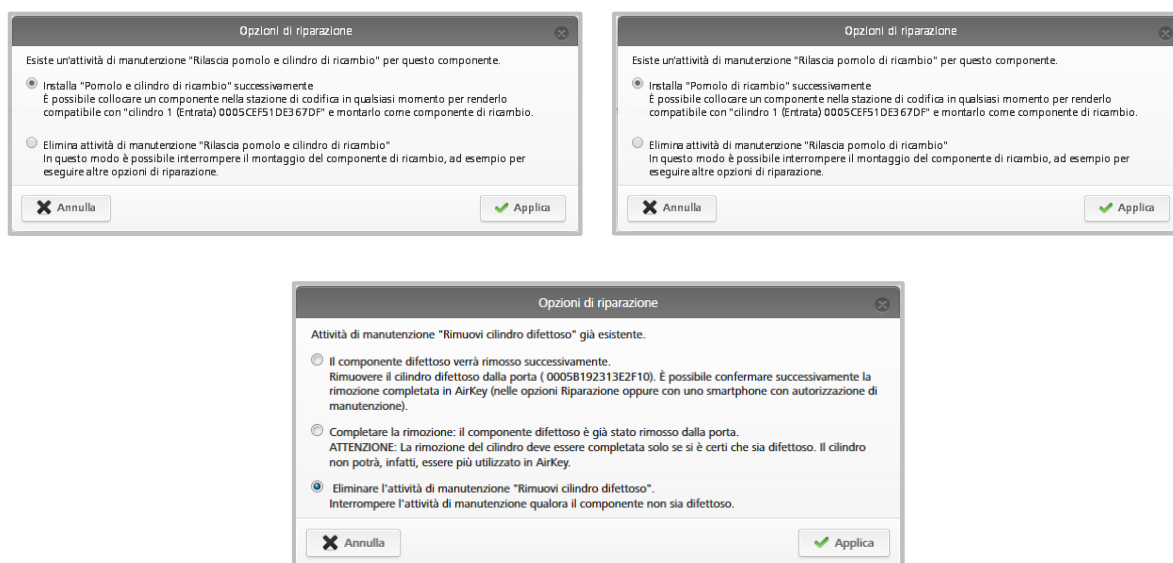 Opzioni di riparazione
Esiste un'attività di manutenzione "Rilascia pomolo e cilindro di ricambio" per questo componente.
Installa "Pomolo e cilindro di ricambio" successivamente
È possibile collocare un componente nella stazione di codifica in qualsiasi momento per renderlo
compatibile con "cilindro 1 (Entrata) 0005CEF51DE367DF" e montarlo come componente di ricambio.
Elimina attività di manutenzione "Rilascia pomolo e cilindro di ricambio"
In questo modo è possibile interrompere il montaggio del componente di ricambio, ad esempio per
eseguire altre opzioni di riparazione.
Annulla
Applica
Opzioni di riparazione
Esiste un'attività di manutenzione "Rilascia pomolo di ricambio" per questo componente.
Installa "Pomolo di ricambio" successivamente
È possibile collocare un componente nella stazione di codifica in qualsiasi momento per renderlo
compatibile con "cilindro 1 (Entrata) 0005CEF51DE367DF" e montarlo come componente di ricambio.
Elimina attività di manutenzione "Rilascia pomolo di ricambio"
In questo modo è possibile interrompere il montaggio del componente di ricambio, ad esempio per
eseguire altre opzioni di riparazione.
Annulla
Applica
Opzioni di riparazione
Attività di manutenzione "Rimuovi cilindro difettoso" già esistente.
Il componente difettoso verrà rimosso successivamente.
Rimuovere il cilindro difettoso dalla porta ( 0005B192313E2F10). È possibile confermare successivamente la
rimozione completata in AirKey (nelle opzioni Riparazione oppure con uno smartphone con autorizzazione di
manutenzione).
Completare la rimozione: il componente difettoso è già stato rimosso dalla porta.
ATTENZIONE: La rimozione del cilindro deve essere completata solo se si è certi che sia difettoso. Il cilindro
non potrà, infatti, essere più utilizzato in AirKey.
Eliminare l'attività di manutenzione "Rimuovi cilindro difettoso".
Interrompere l'attività di manutenzione qualora il componente non sia difettoso.
Annulla
Applica